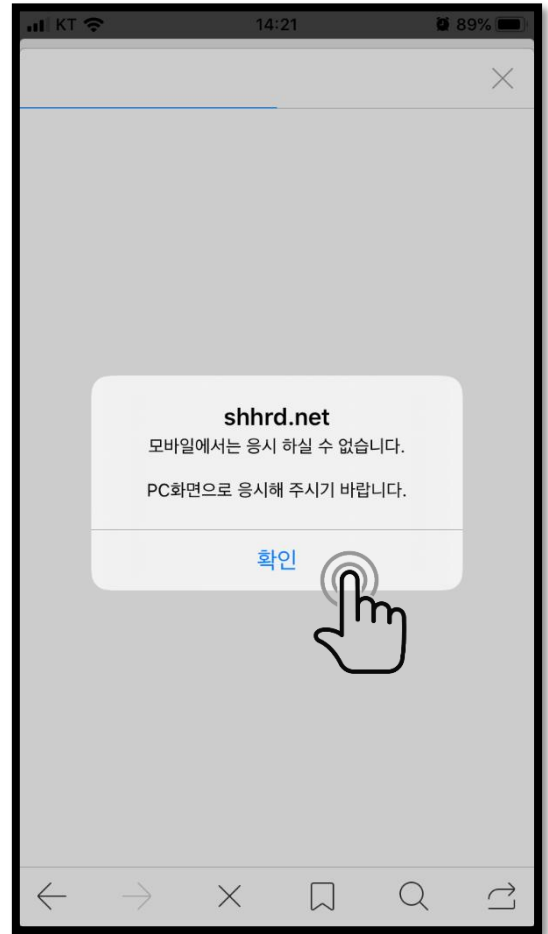 KT 14:21 89%
shhrd.net
모바일에서는 응시 하실 수 없습니다.
PC화면으로 응시해 주시기 바랍니다.
확인